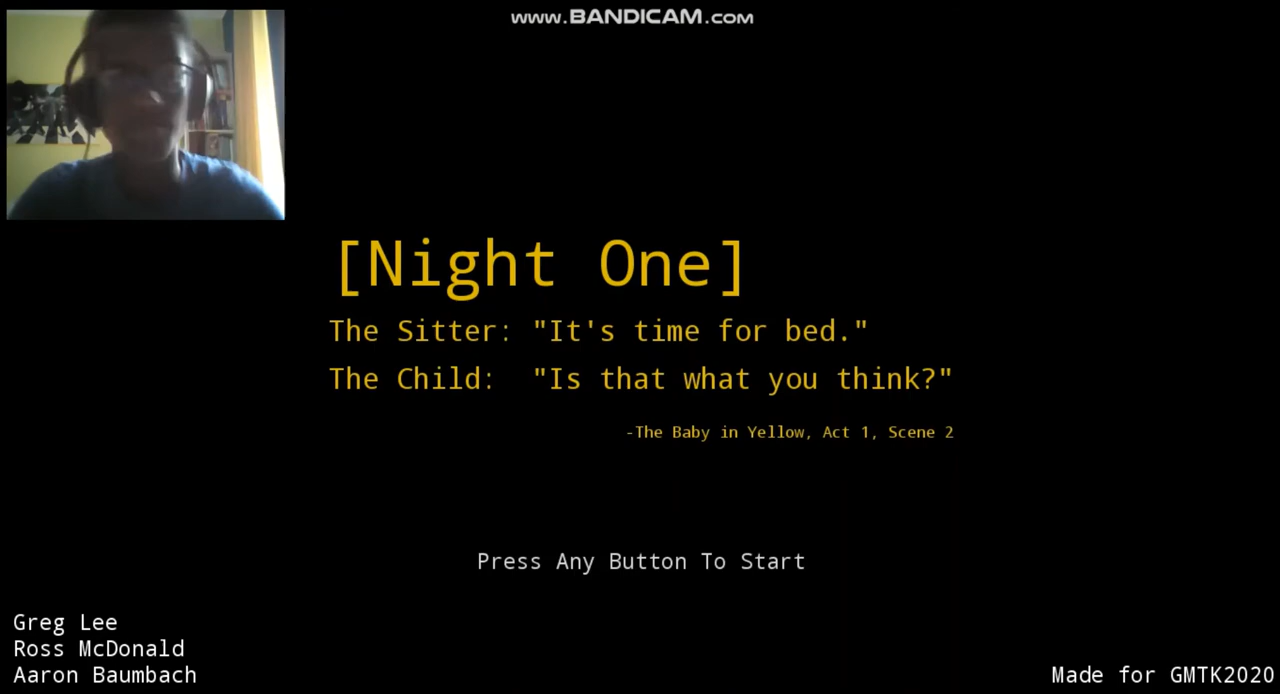 www.BANDICAM.COM
[Night One]
The Sitter: "It's time for bed."
The Child: "Is that what you think?"
-The Baby in Yellow, Act 1, Scene 2
Press Any Button To Start
Greg Lee
Ross McDonald
Aaron Baumbach
Made for GMTK2020